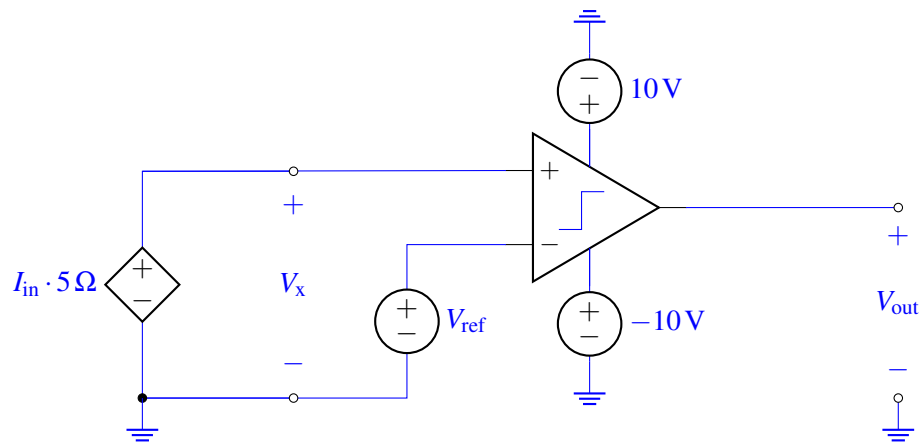 10 V
I_in · 5 Ω
V_x
V_ref
−10 V
V_out